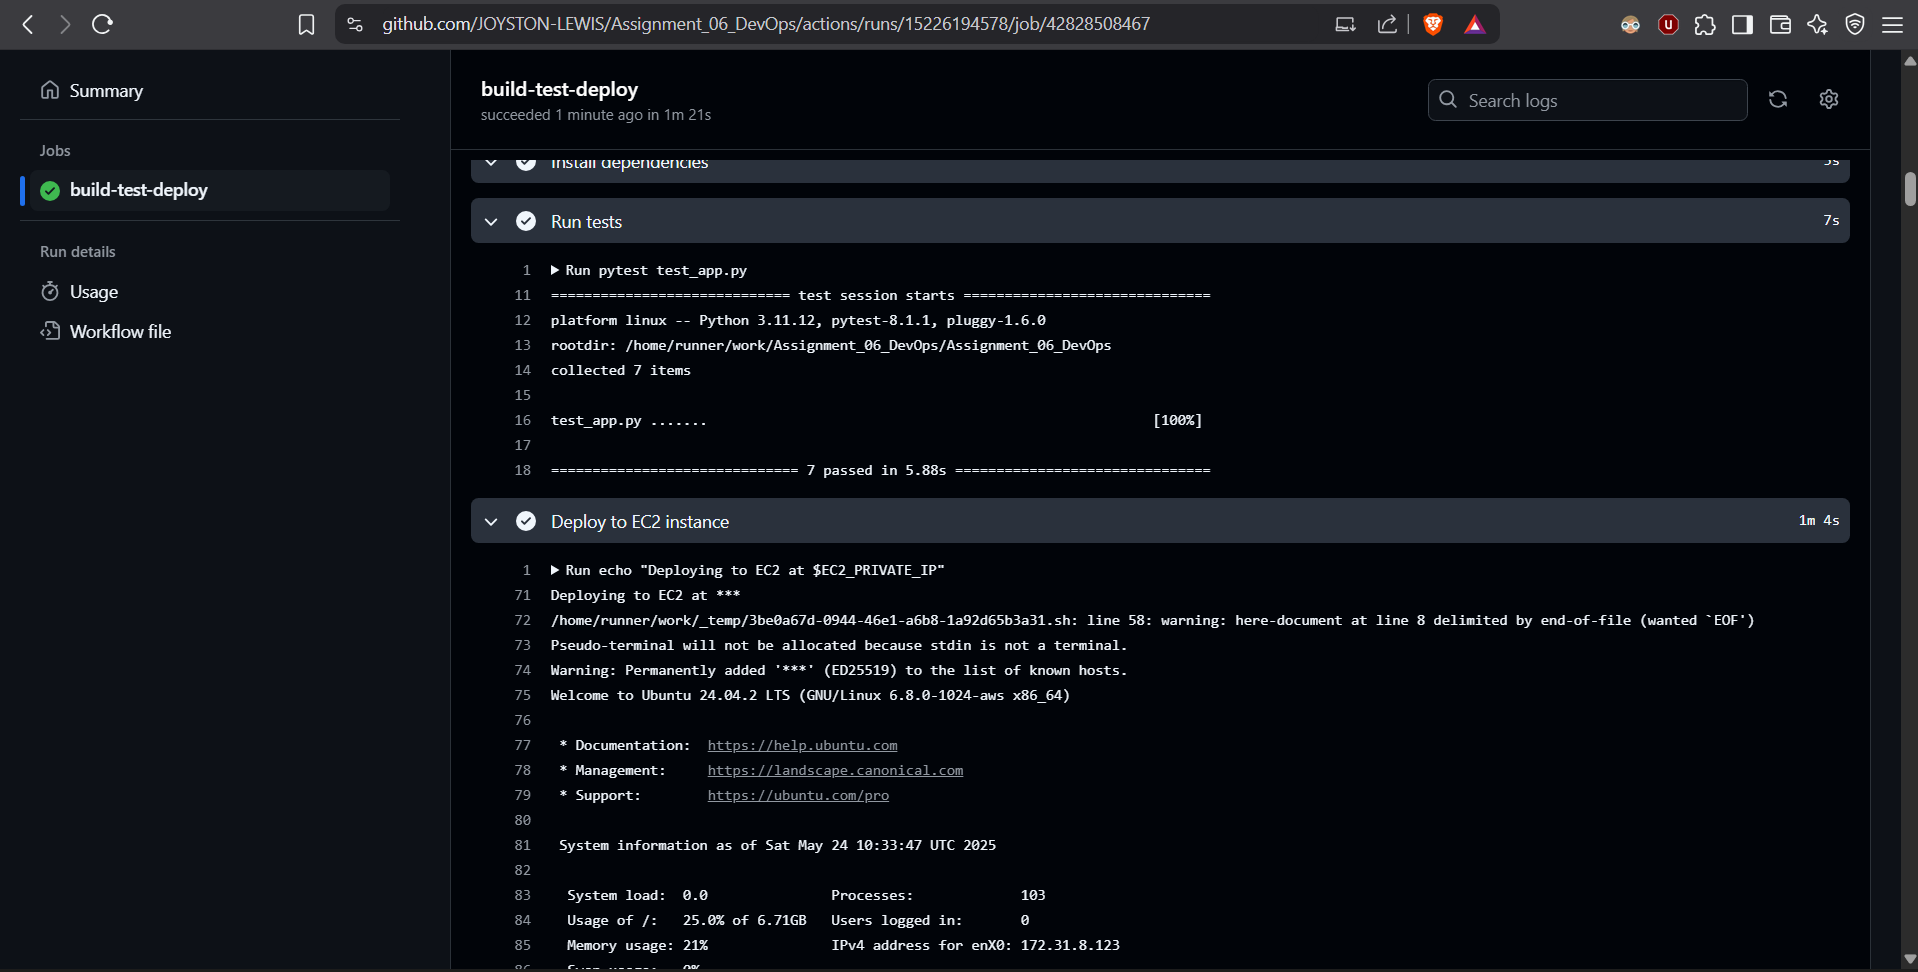 github.com/JOYSTON-LEWIS/Assignment_06_DevOps/actions/runs/15226194578/job/42828508467
Summary
Jobs
build-test-deploy
Run details
Usage
Workflow file
build-test-deploy
succeeded 1 minute ago in 1m 21s
Search logs
Install dependencies
Run tests 7s
1 Run pytest test_app.py
11 ============================= test session starts ==============================
12 platform linux -- Python 3.11.12, pytest-8.1.1, pluggy-1.6.0
13 rootdir: /home/runner/work/Assignment_06_DevOps/Assignment_06_DevOps
14 collected 7 items
15
16 test_app.py ....... [100%]
17
18 ============================== 7 passed in 5.88s ===============================
Deploy to EC2 instance 1m 4s
1 Run echo "Deploying to EC2 at $EC2_PRIVATE_IP"
71 Deploying to EC2 at ***
72 /home/runner/work/_temp/3be0a67d-0944-46e1-a6b8-1a92d65b3a31.sh: line 58: warning: here-document at line 8 delimited by end-of-file (wanted `EOF')
73 Pseudo-terminal will not be allocated because stdin is not a terminal.
74 Warning: Permanently added '***' (ED25519) to the list of known hosts.
75 Welcome to Ubuntu 24.04.2 LTS (GNU/Linux 6.8.0-1024-aws x86_64)
76
77 * Documentation: https://help.ubuntu.com
78 * Management: https://landscape.canonical.com
79 * Support: https://ubuntu.com/pro
80
81 System information as of Sat May 24 10:33:47 UTC 2025
82
83 System load: 0.0 Processes: 103
84 Usage of /: 25.0% of 6.71GB Users logged in: 0
85 Memory usage: 21% IPv4 address for enX0: 172.31.8.123